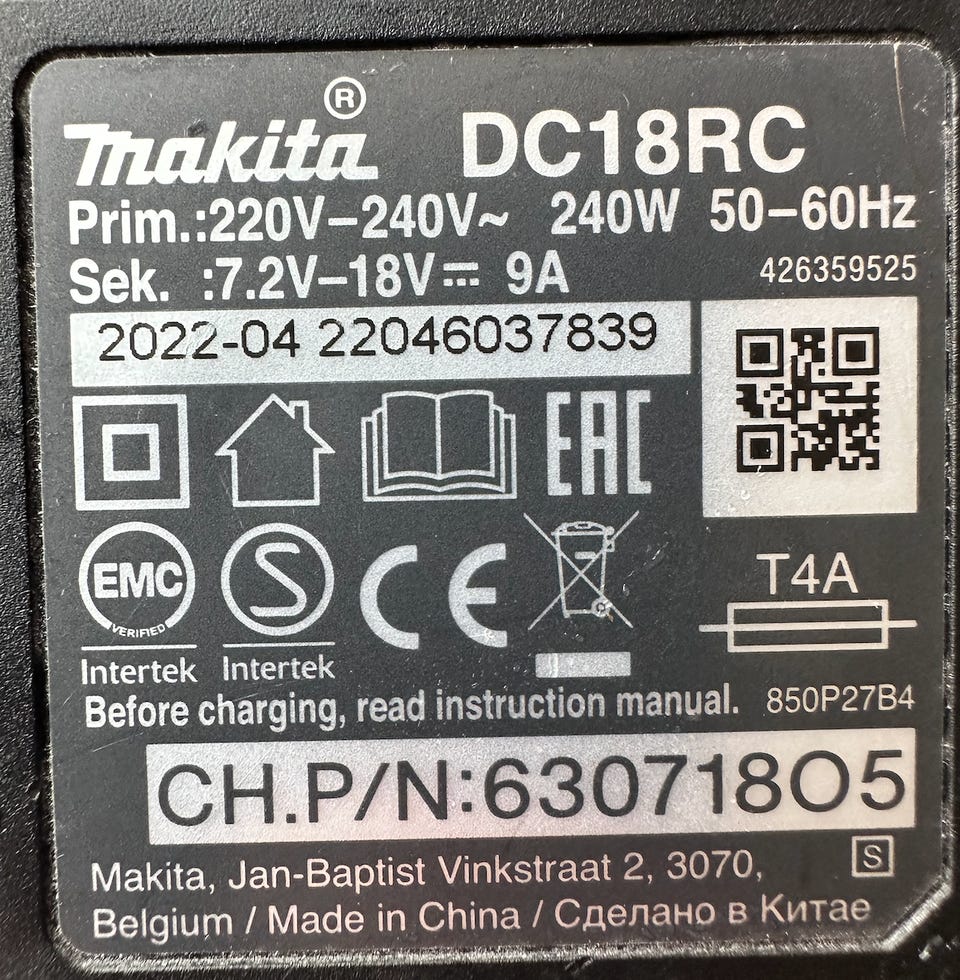 makita® DC18RC
Prim.:220V–240V~ 240W 50–60Hz
Sek. :7.2V–18V⎓ 9A 426359525
2022-04 22046037839
EAC
EMC
VERIFIED
Intertek
S
Intertek
CE
T4A
Before charging, read instruction manual. 850P27B4
CH.P/N:630718O5
Makita, Jan-Baptist Vinkstraat 2, 3070, S
Belgium / Made in China / Сделано в Китае